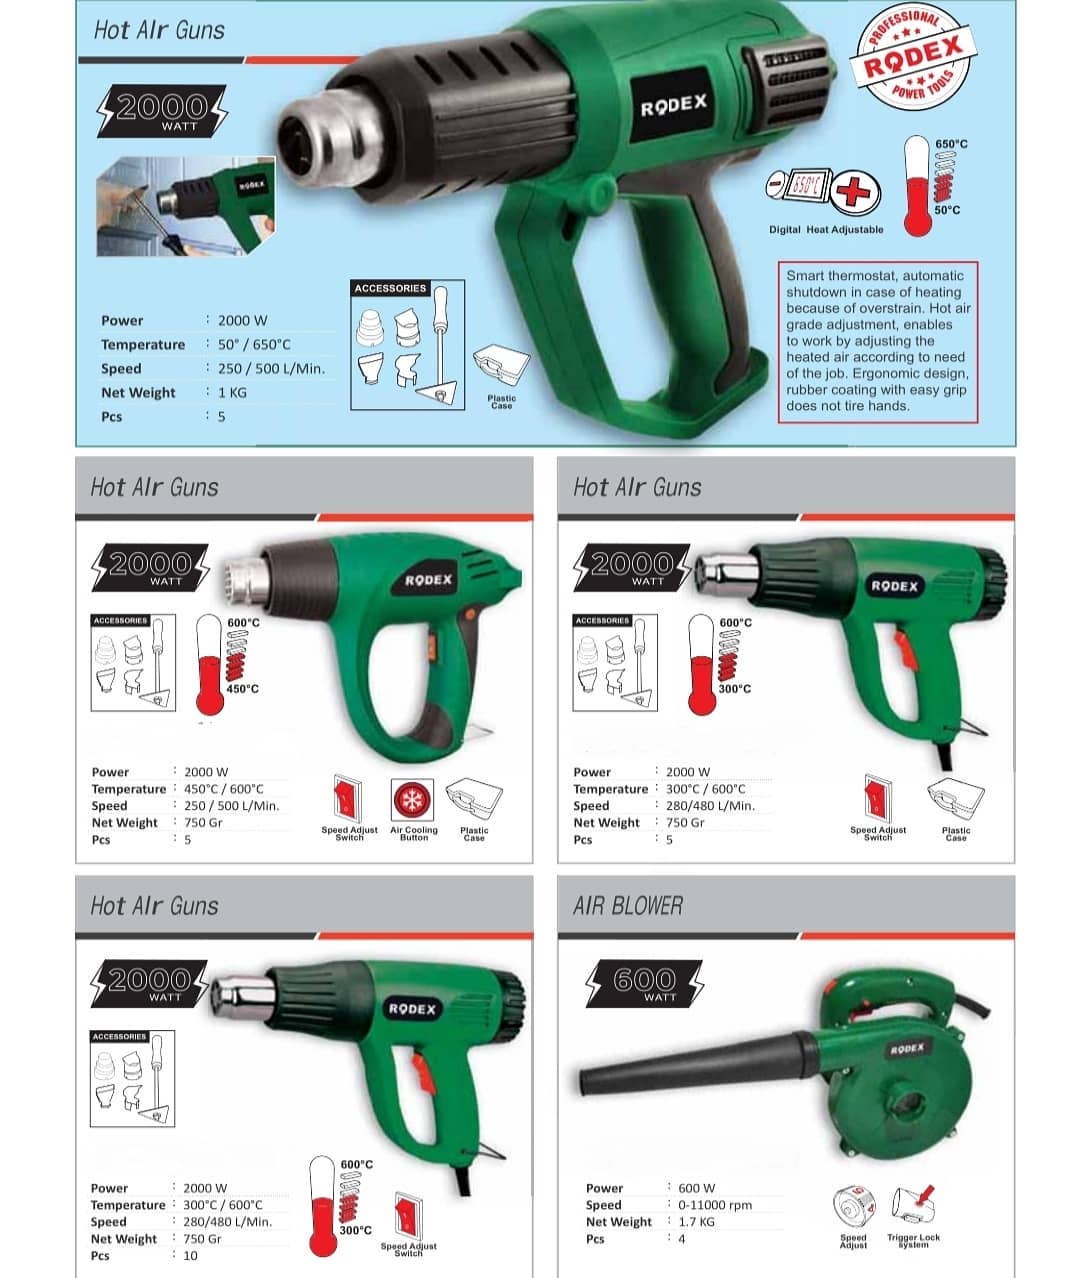 Hot AIr Guns
PROFESSIONAL
RODEX
POWER TOOLS
2000
WATT
RODEX
RODEX
650°C
650°C
50°C
Digital Heat Adjustable
Smart thermostat, automatic
shutdown in case of heating
because of overstrain. Hot air
grade adjustment, enables
to work by adjusting the
heated air according to need
of the job. Ergonomic design,
rubber coating with easy grip
does not tire hands.
ACCESSORIES
Plastic
Case
Power : 2000 W
Temperature : 50° / 650°C
Speed : 250 / 500 L/Min.
Net Weight : 1 KG
Pcs : 5
Hot AIr Guns
2000
WATT
RODEX
ACCESSORIES
600°C
450°C
Power : 2000 W
Temperature : 450°C / 600°C
Speed : 250 / 500 L/Min.
Net Weight : 750 Gr
Pcs : 5
Speed Adjust
Switch
Air Cooling
Button
Plastic
Case
Hot AIr Guns
2000
WATT
RODEX
ACCESSORIES
600°C
300°C
Power : 2000 W
Temperature : 300°C / 600°C
Speed : 280/480 L/Min.
Net Weight : 750 Gr
Pcs : 5
Speed Adjust
Switch
Plastic
Case
Hot AIr Guns
2000
WATT
RODEX
ACCESSORIES
600°C
300°C
Power : 2000 W
Temperature : 300°C / 600°C
Speed : 280/480 L/Min.
Net Weight : 750 Gr
Pcs : 10
Speed Adjust
Switch
AIR BLOWER
600
WATT
RODEX
Power : 600 W
Speed : 0-11000 rpm
Net Weight : 1.7 KG
Pcs : 4
Speed
Adjust
Trigger Lock
system